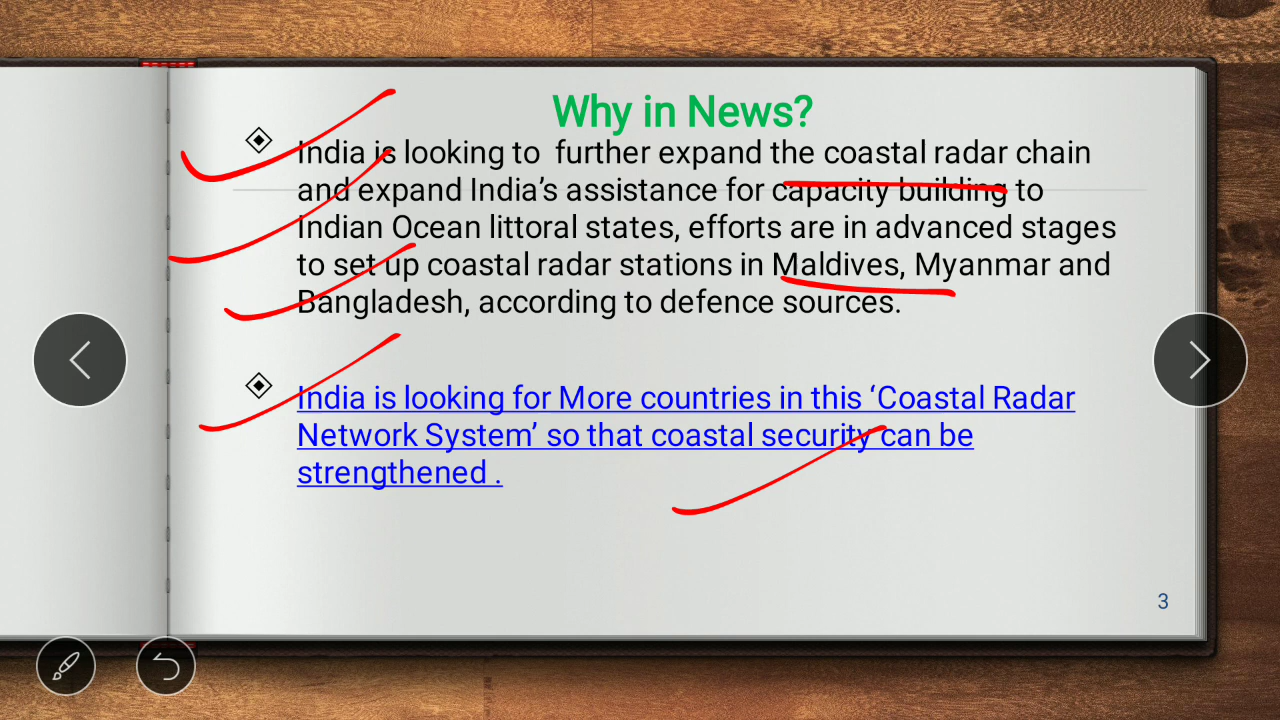 Why in News?
India is looking to further expand the coastal radar chain
and expand India's assistance for capacity building to
Indian Ocean littoral states, efforts are in advanced stages
to set up coastal radar stations in Maldives, Myanmar and
Bangladesh, according to defence sources.
India is looking for More countries in this ‘Coastal Radar
Network System’ so that coastal security can be
strengthened .
3